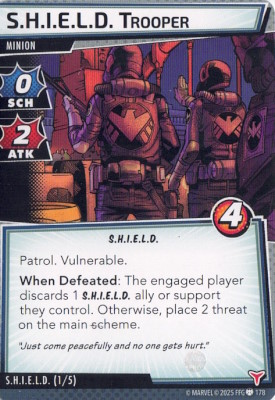 S.H.I.E.L.D. Trooper
MINION
0
SCH
2
ATK
4
S.H.I.E.L.D.
Patrol. Vulnerable.
When Defeated: The engaged player
discards 1 S.H.I.E.L.D. ally or support
they control. Otherwise, place 2 threat
on the main scheme.
"Just come peacefully and no one gets hurt."
S.H.I.E.L.D. (1/5)
© MARVEL © 2025 FFG 178